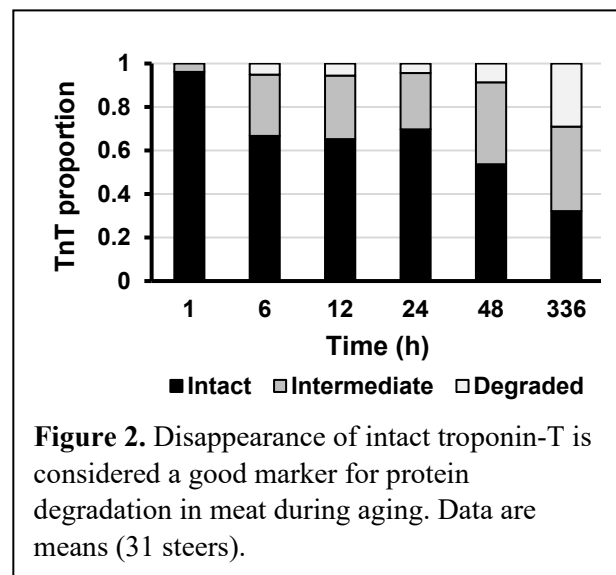 1
0.8
0.6
0.4
0.2
0
TnT proportion
1 6 12 24 48 336
Time (h)
Intact Intermediate Degraded
Figure 2. Disappearance of intact troponin-T is
considered a good marker for protein
degradation in meat during aging. Data are
means (31 steers).